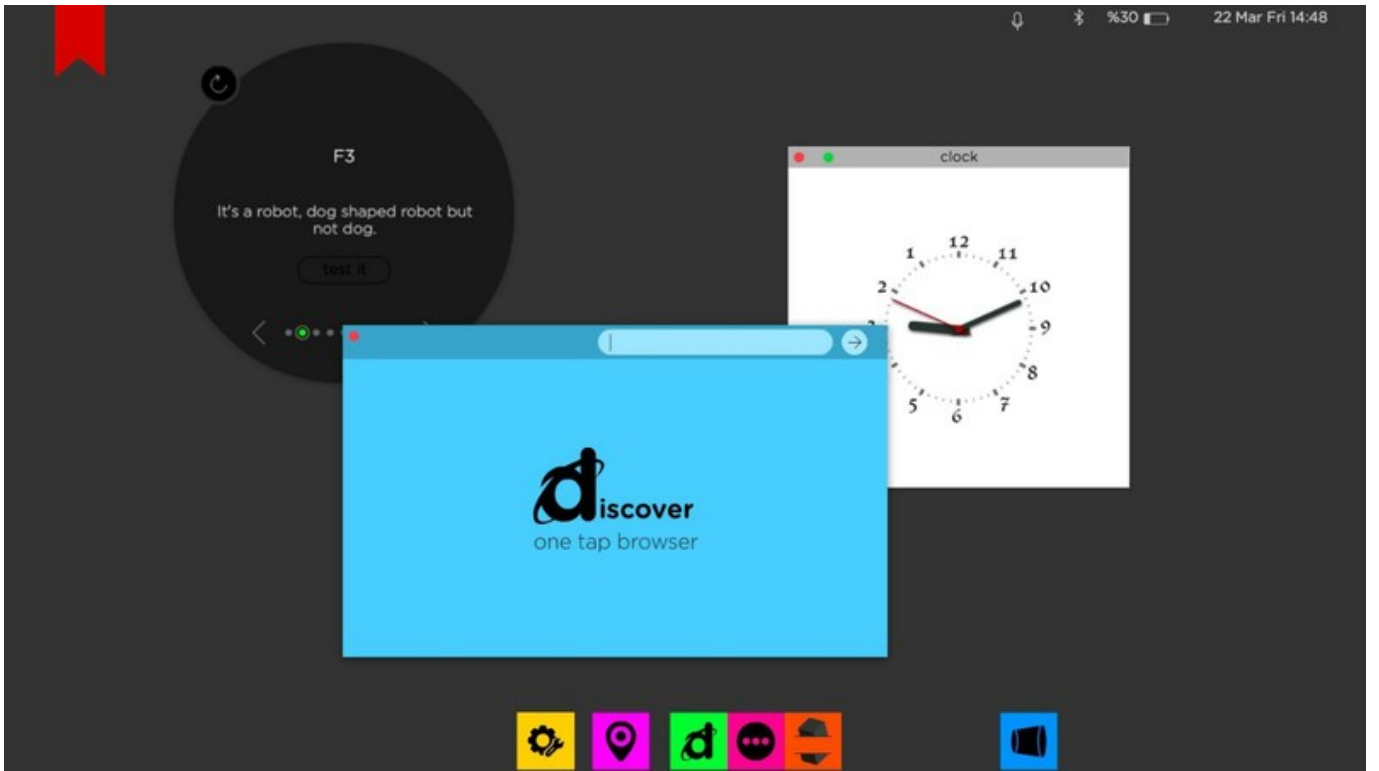 %30 22 Mar Fri 14:48
F3
It's a robot, dog shaped robot but
not dog.
test it
clock
12
1 11
2 10
9
8
5 7
6
discover
one tap browser
d